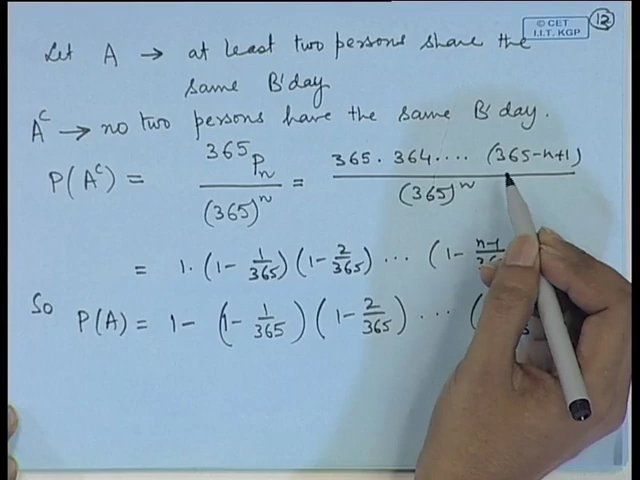 © CET
I.I.T. KGP
12
Let A → at least two persons share the
same B'day
A^c → no two persons have the same B'day.
P(A^c) = 365Pn / (365)^n = 365 . 364 .... (365-n+1) / (365)^n
= 1. (1 - 1/365) (1 - 2/365) ... (1 - n-1/
So P(A) = 1 - (1 - 1/365) (1 - 2/365) ... (